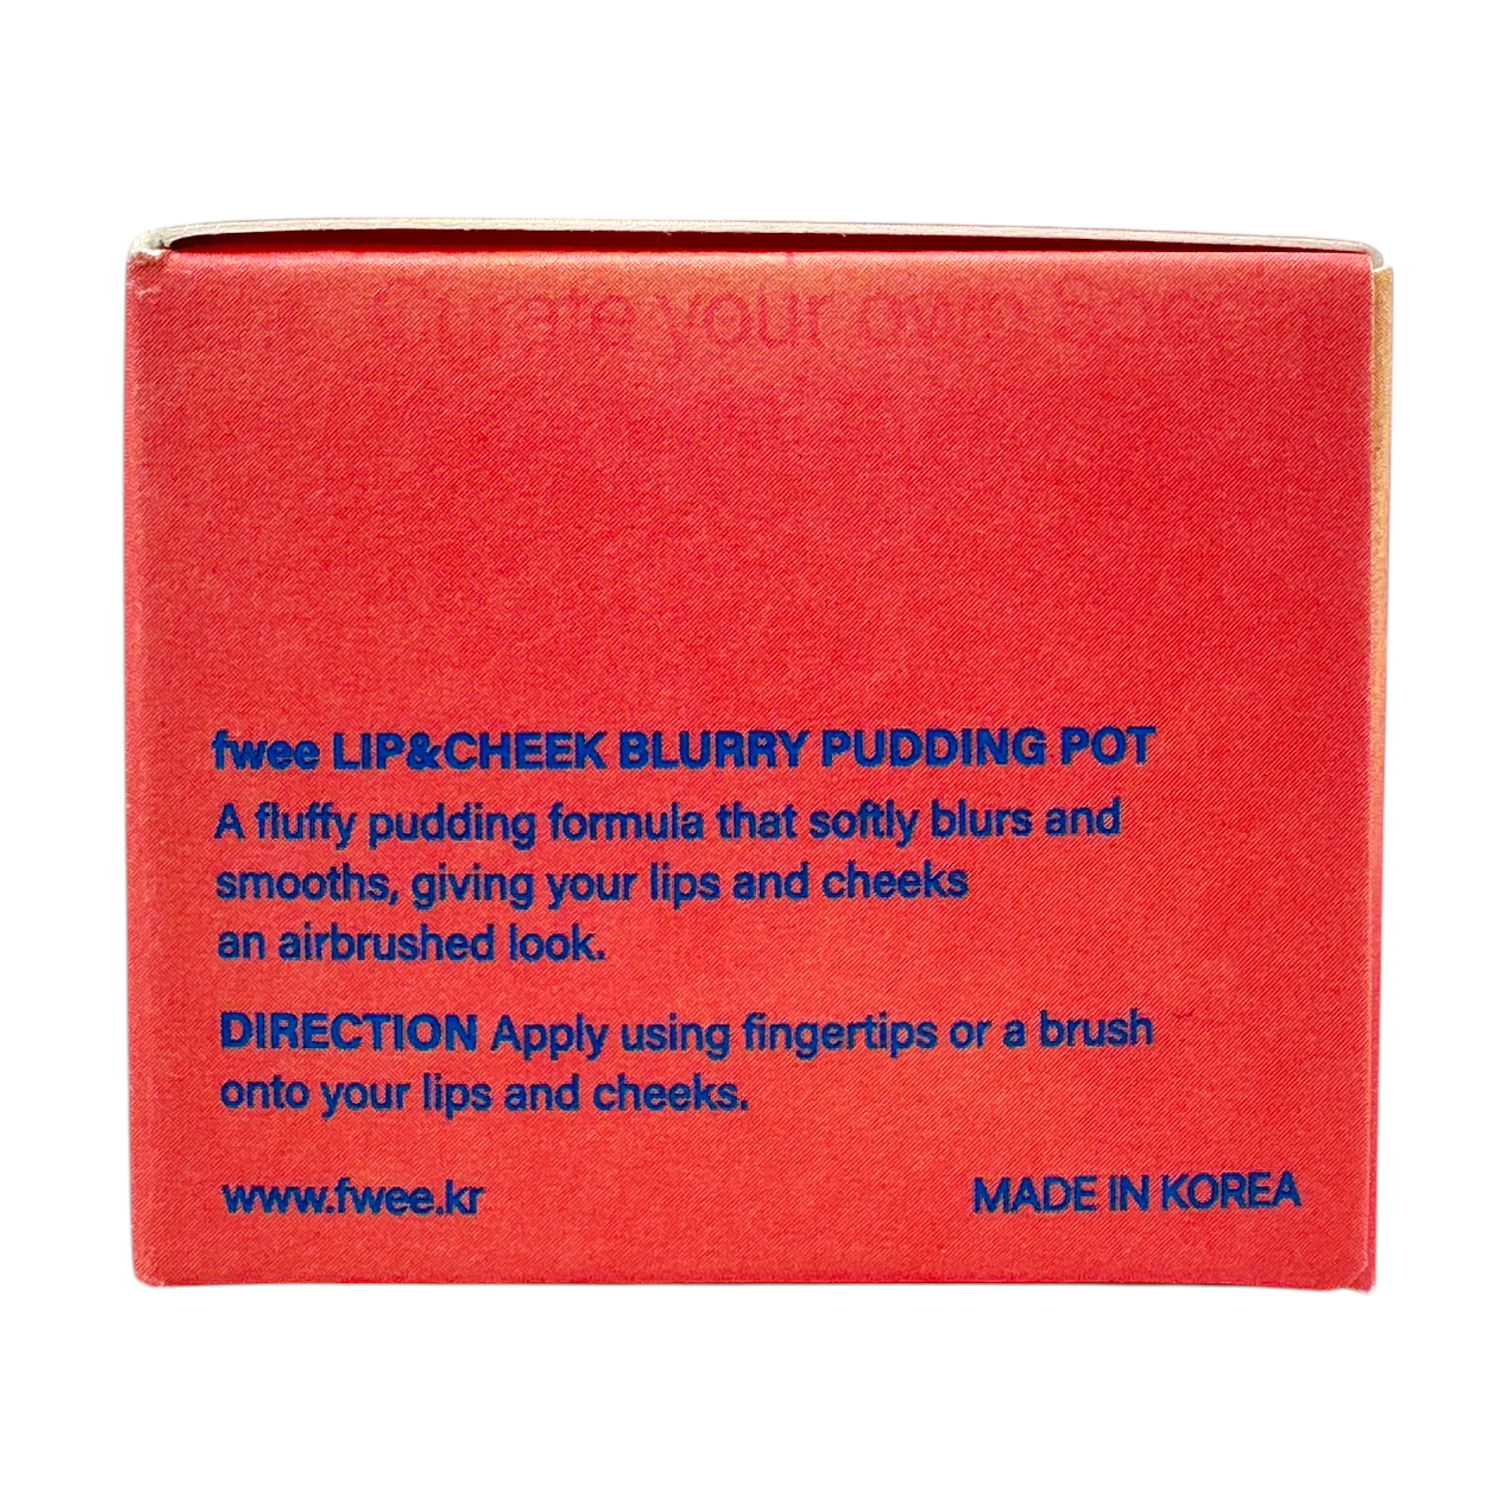 your own
fwee LIP&CHEEK BLURRY PUDDING POT
A fluffy pudding formula that softly blurs and
smooths, giving your lips and cheeks
an airbrushed look.
DIRECTION Apply using fingertips or a brush
onto your lips and cheeks.
www.fwee.kr
MADE IN KOREA